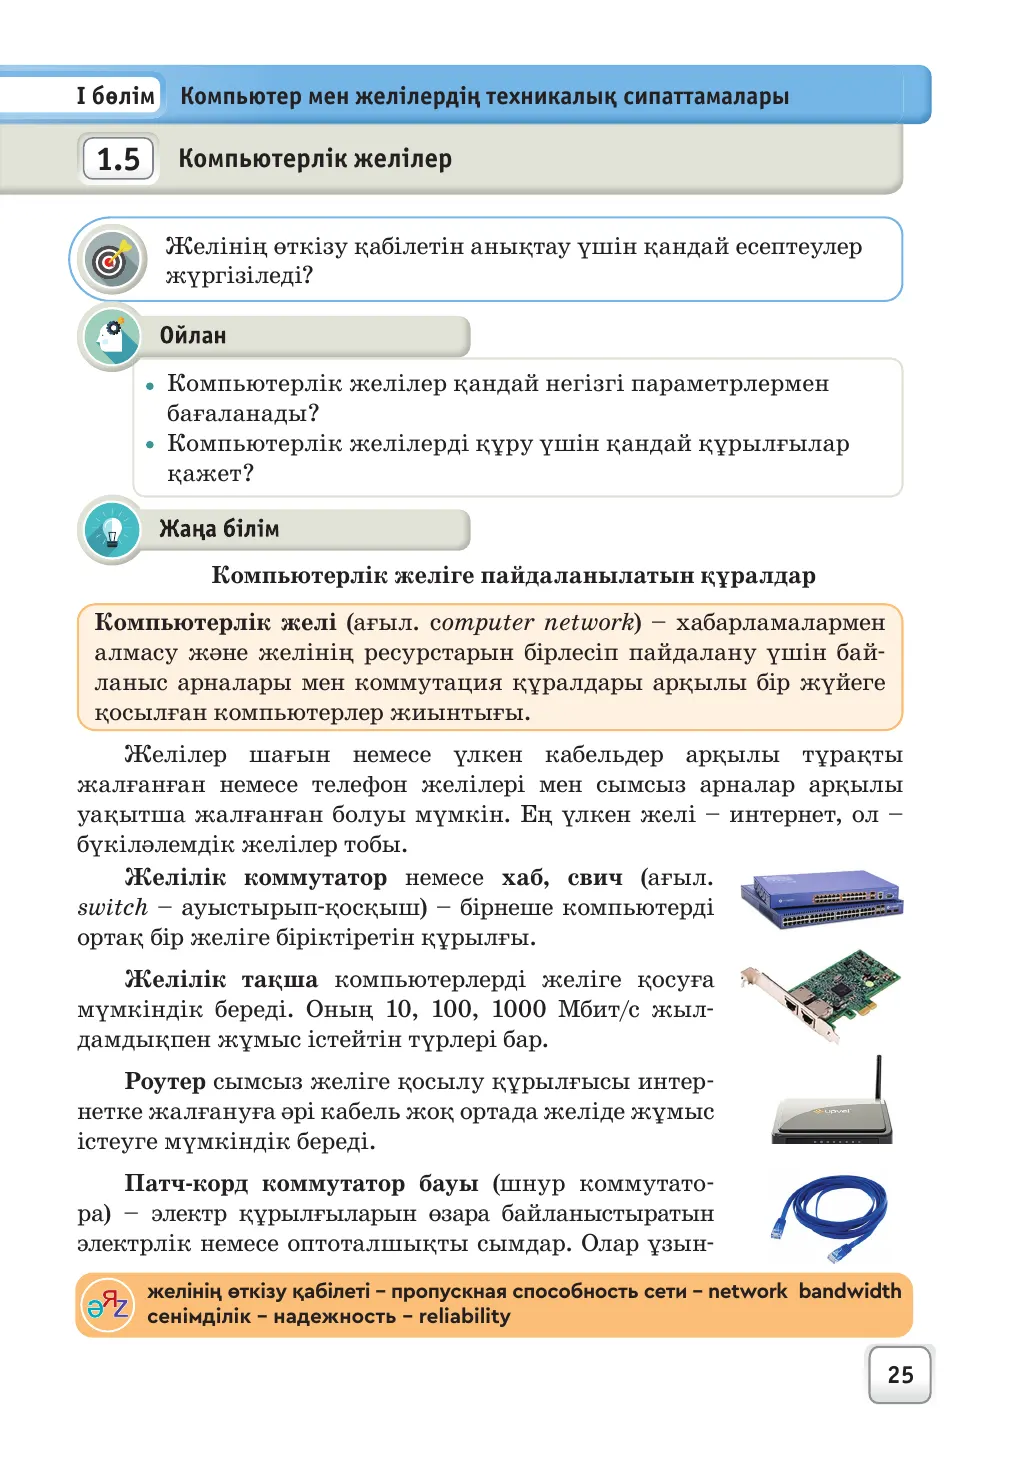 І бөлім Компьютер мен желілердің техникалық сипаттамалары
1.5 Компьютерлік желілер
Желінің өткізу қабілетін анықтау үшін қандай есептеулер
жүргізіледі?
Ойлан
• Компьютерлік желілер қандай негізгі параметрлермен
бағаланады?
• Компьютерлік желілерді құру үшін қандай құрылғылар
қажет?
Жаңа білім
Компьютерлік желіге пайдаланылатын құралдар
Компьютерлік желі (ағыл. computer network) – хабарламалармен
алмасу және желінің ресурстарын бірлесіп пайдалану үшін бай-
ланыс арналары мен коммутация құралдары арқылы бір жүйеге
қосылған компьютерлер жиынтығы.
Желілер шағын немесе үлкен кабельдер арқылы тұрақты
жалғанған немесе телефон желілері мен сымсыз арналар арқылы
уақытша жалғанған болуы мүмкін. Ең үлкен желі – интернет, ол –
бүкіләлемдік желілер тобы.
Желілік коммутатор немесе хаб, свич (ағыл.
switch – ауыстырып-қосқыш) – бірнеше компьютерді
ортақ бір желіге біріктіретін құрылғы.
Желілік тақша компьютерлерді желіге қосуға
мүмкіндік береді. Оның 10, 100, 1000 Мбит/с жыл-
дамдықпен жұмыс істейтін түрлері бар.
Роутер сымсыз желіге қосылу құрылғысы интер-
нетке жалғануға әрі кабель жоқ ортада желіде жұмыс
істеуге мүмкіндік береді.
upvel
Патч-корд коммутатор бауы (шнур коммутато-
ра) – электр құрылғыларын өзара байланыстыратын
электрлік немесе оптоталшықты сымдар. Олар ұзын-
ӘЯZ
желінің өткізу қабілеті – пропускная способность сети – network bandwidth
сенімділік – надежность – reliability
25